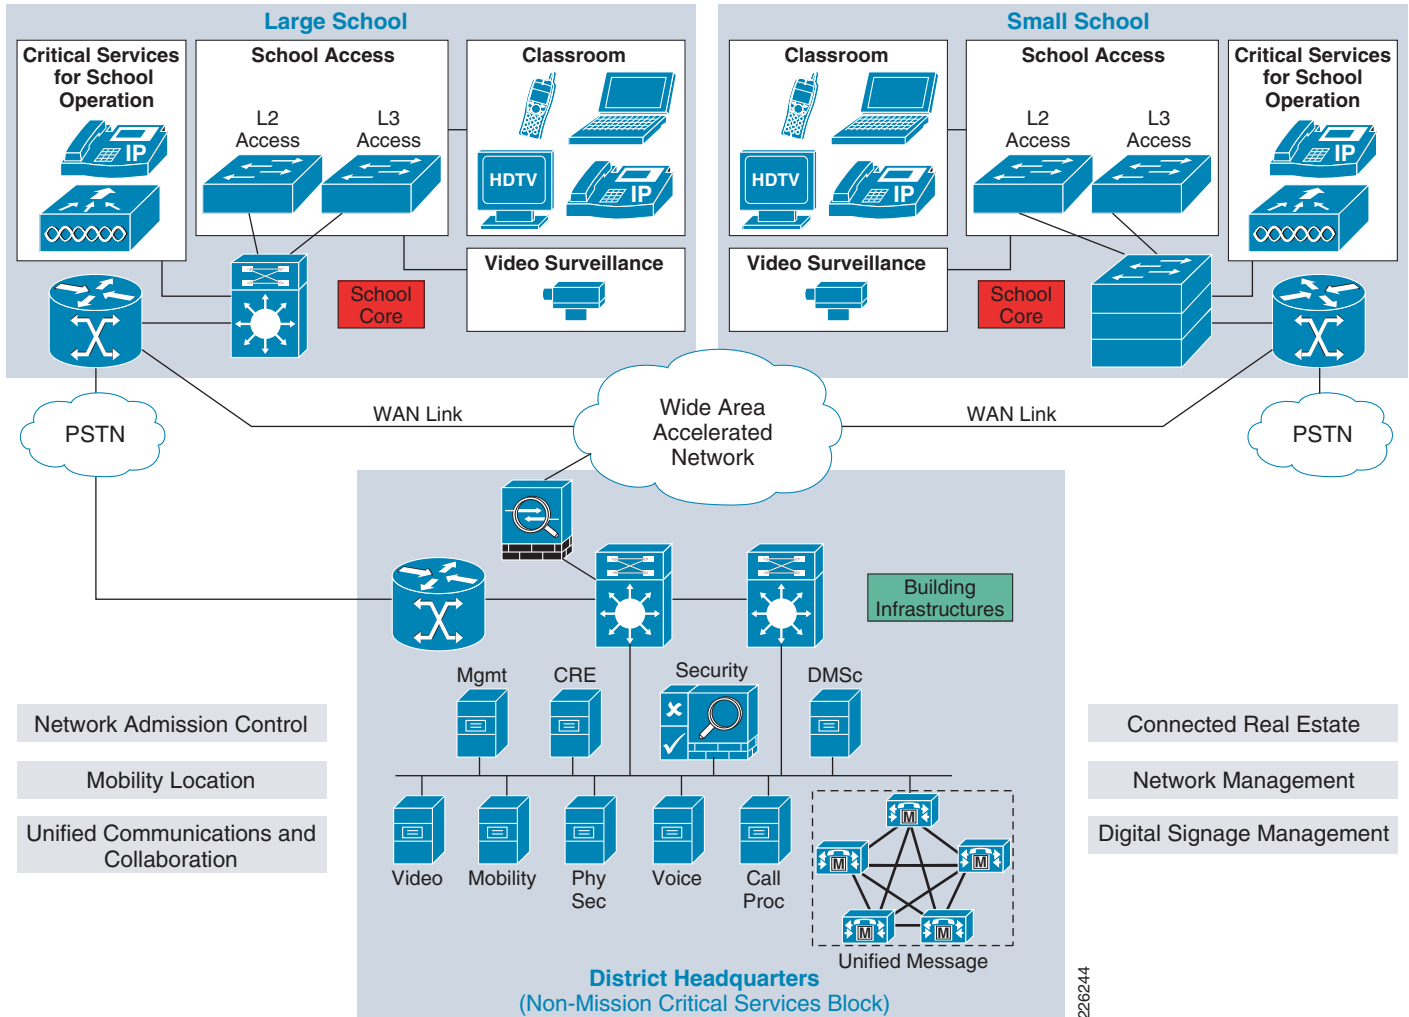 Large School
Critical Services
for School
Operation
IP
School Access
L2
Access
L3
Access
Classroom
HDTV
IP
Video Surveillance
School
Core
Small School
Classroom
HDTV
IP
Video Surveillance
School Access
L2
Access
L3
Access
School
Core
Critical Services
for School
Operation
IP
PSTN
WAN Link
Wide Area
Accelerated
Network
WAN Link
PSTN
Building
Infrastructures
Mgmt
CRE
Security
DMSc
Network Admission Control
Mobility Location
Unified Communications and
Collaboration
Connected Real Estate
Network Management
Digital Signage Management
Video
Mobility
Phy
Sec
Voice
Call
Proc
M
M
M
M
M
Unified Message
District Headquarters
(Non-Mission Critical Services Block)
226244